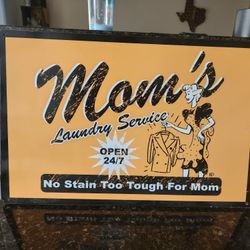 Mom's
Laundry Service
OPEN
24/7
No Stain Too Tough For Mom